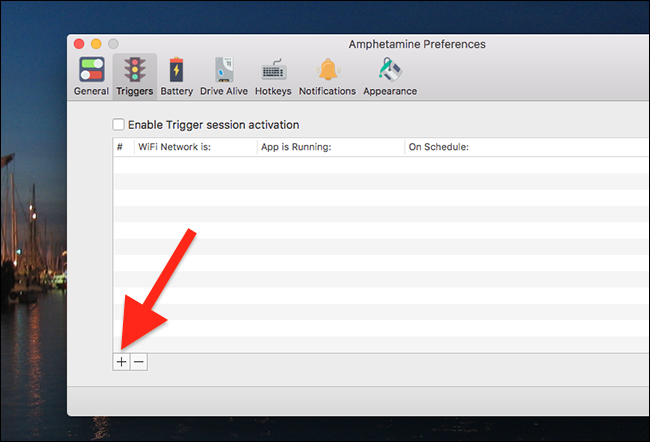 Amphetamine Preferences
General Triggers Battery Drive Alive Hotkeys Notifications Appearance
Enable Trigger session activation
# WiFi Network is: App is Running: On Schedule:
+ −